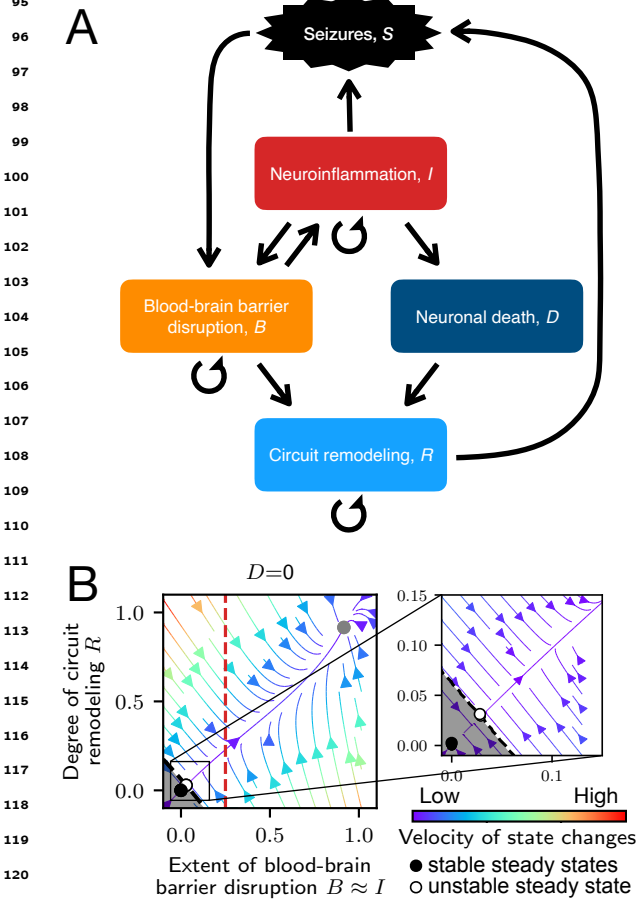 95
A
96
Seizures, S
97
98
99
100
Neuroinflammation, I
101
102
103
Blood-brain barrier
disruption, B
104
Neuronal death, D
105
106
107
108
Circuit remodeling, R
109
110
111
B
D=0
112
113
114
115
116
117
118
119
120
Degree of circuit
remodeling R
1.0
0.5
0.0
0.0 0.5 1.0
Extent of blood-brain
barrier disruption B ≈ I
0.15
0.10
0.05
0.00
0.0 0.1
Low High
Velocity of state changes
stable steady states
unstable steady state